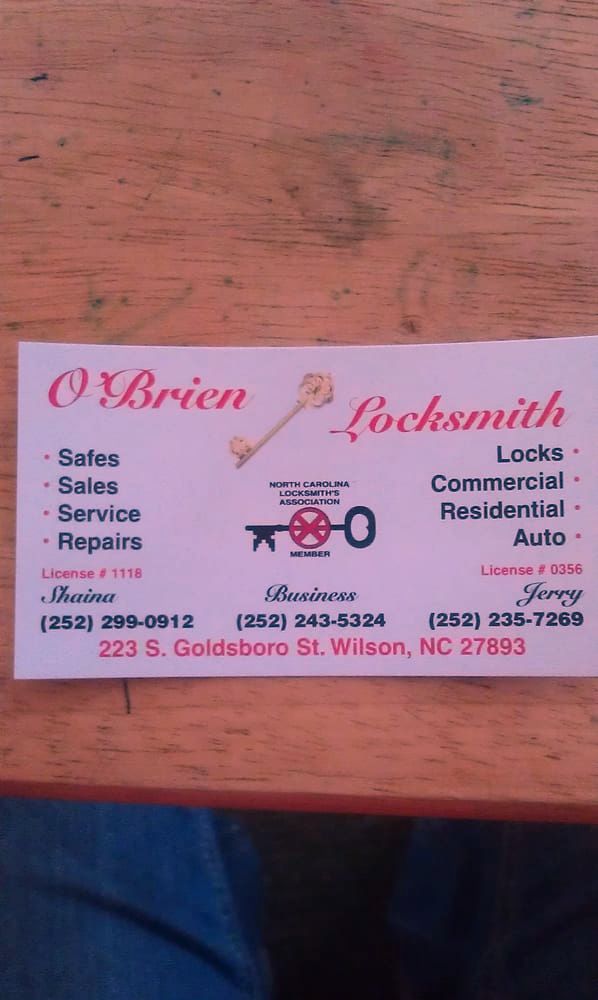 O'Brien Locksmith
• Safes
• Sales
• Service
• Repairs
NORTH CAROLINA
LOCKSMITH'S
ASSOCIATION
MEMBER
Locks •
Commercial •
Residential •
Auto •
License # 1118
Shaina
(252) 299-0912
Business
(252) 243-5324
License # 0356
Jerry
(252) 235-7269
223 S. Goldsboro St. Wilson, NC 27893